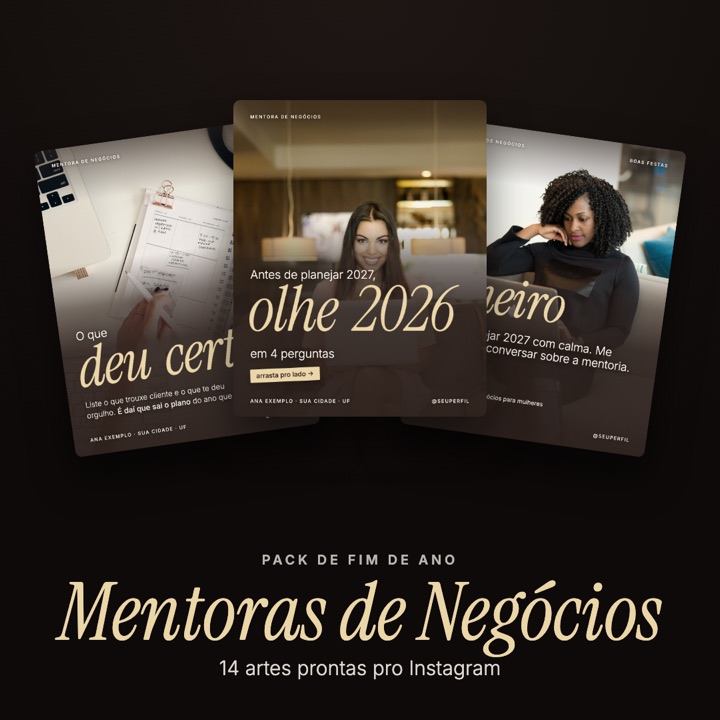 MENTORA DE NEGÓCIOS
O que
deu cert
Liste o que trouxe cliente e o que te deu
orgulho. É daí que sai o plano do ano que
ANA EXEMPLO · SUA CIDADE · UF
MENTORA DE NEGÓCIOS
Antes de planejar 2027,
olhe 2026
em 4 perguntas
arrasta pro lado →
ANA EXEMPLO · SUA CIDADE · UF
@SEUPERFIL
DE NEGÓCIOS
BOAS FESTAS
neiro
jar 2027 com calma. Me
conversar sobre a mentoria.
ócios para mulheres
@SEUPERFIL
PACK DE FIM DE ANO
Mentoras de Negócios
14 artes prontas pro Instagram